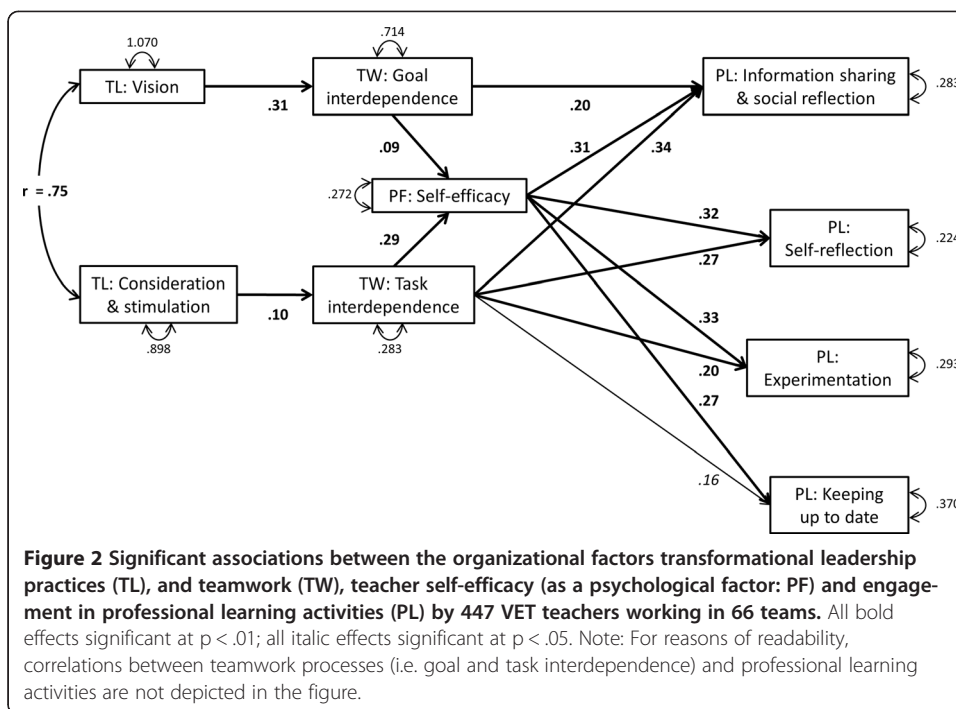 1.070
.714
TL: Vision
TW: Goal
interdependence
PL: Information sharing
& social reflection
.283
.31
.20
.09
.31
.34
r = .75
.272
PF: Self-efficacy
.29
.32
.27
PL:
Self-reflection
.224
TL: Consideration
& stimulation
TW: Task
interdependence
.10
.898
.283
.33
.20
.27
PL:
Experimentation
.293
.16
PL: Keeping
up to date
.370
Figure 2 Significant associations between the organizational factors transformational leadership
practices (TL), and teamwork (TW), teacher self-efficacy (as a psychological factor: PF) and engage-
ment in professional learning activities (PL) by 447 VET teachers working in 66 teams. All bold
effects significant at p < .01; all italic effects significant at p < .05. Note: For reasons of readability,
correlations between teamwork processes (i.e. goal and task interdependence) and professional learning
activities are not depicted in the figure.